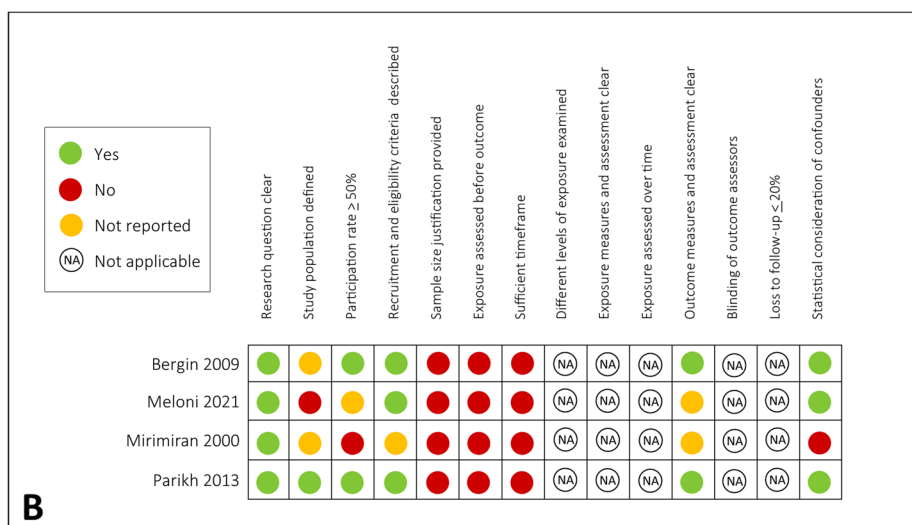 Yes
No
Not reported
NA Not applicable
Research question clear
Study population defined
Participation rate ≥ 50%
Recruitment and eligibility criteria described
Sample size justification provided
Exposure assessed before outcome
Sufficient timeframe
Different levels of exposure examined
Exposure measures and assessment clear
Exposure assessed over time
Outcome measures and assessment clear
Blinding of outcome assessors
Loss to follow-up ≤20%
Statistical consideration of confounders
Bergin 2009 NA NA NA NA NA
Meloni 2021 NA NA NA NA NA
Mirimiran 2000 NA NA NA NA NA
Parikh 2013 NA NA NA NA NA
B